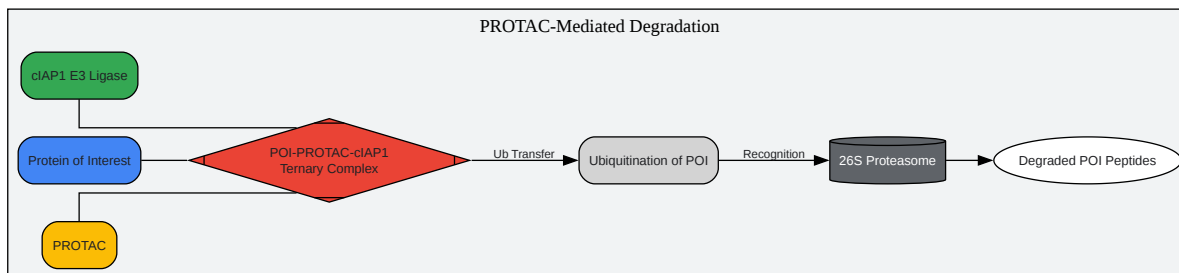 PROTAC-Mediated Degradation
cIAP1 E3 Ligase
Protein of Interest
PROTAC
POI-PROTAC-cIAP1
Ternary Complex
Ub Transfer
Ubiquitination of POI
Recognition
26S Proteasome
Degraded POI Peptides